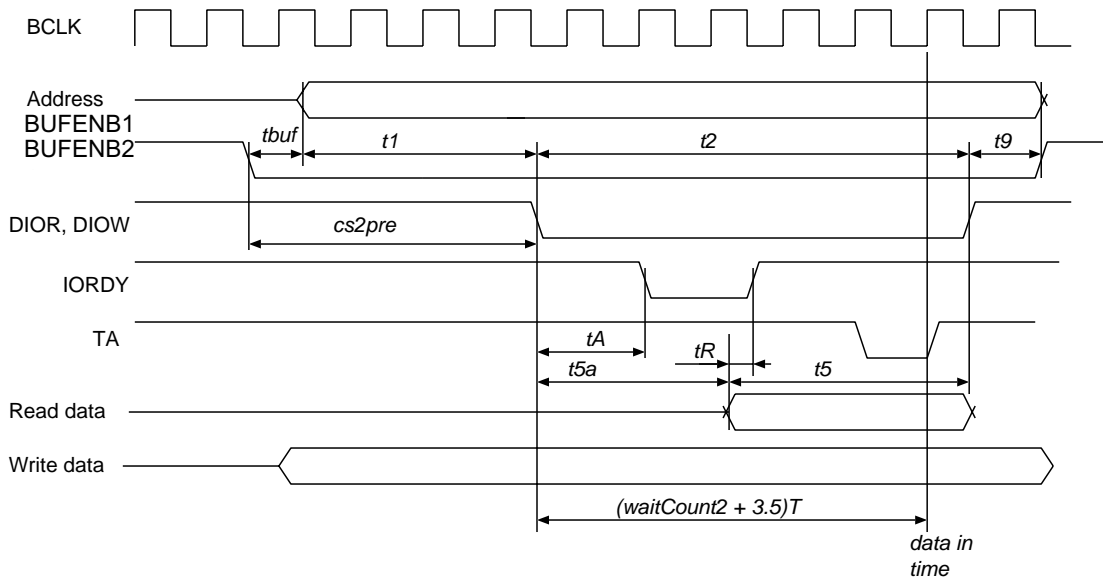 BCLK
Address
BUFENB1
BUFENB2
tbuf
t1
t2
t9
DIOR, DIOW
cs2pre
IORDY
TA
tA
tR
t5a
t5
Read data
Write data
(waitCount2 + 3.5)T
data in
time